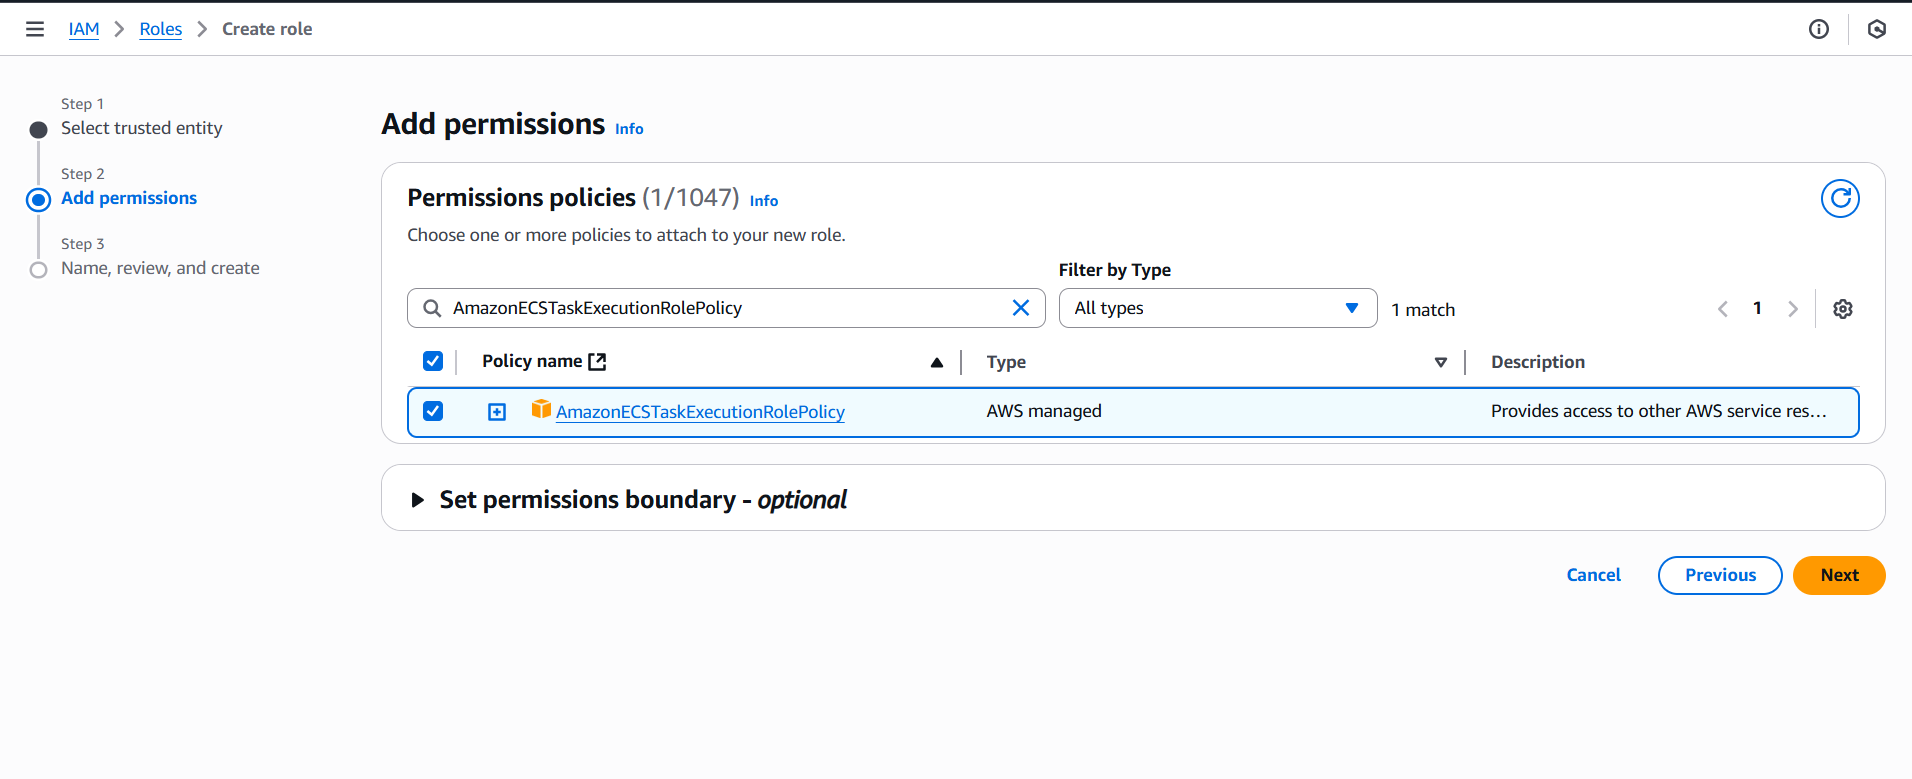 IAM > Roles > Create role
Step 1
Select trusted entity
Step 2
Add permissions
Step 3
Name, review, and create
Add permissions Info
Permissions policies (1/1047) Info
Choose one or more policies to attach to your new role.
Filter by Type
AmazonECSTaskExecutionRolePolicy All types 1 match 1
Policy name Type Description
AmazonECSTaskExecutionRolePolicy AWS managed Provides access to other AWS service res...
Set permissions boundary - optional
Cancel Previous Next